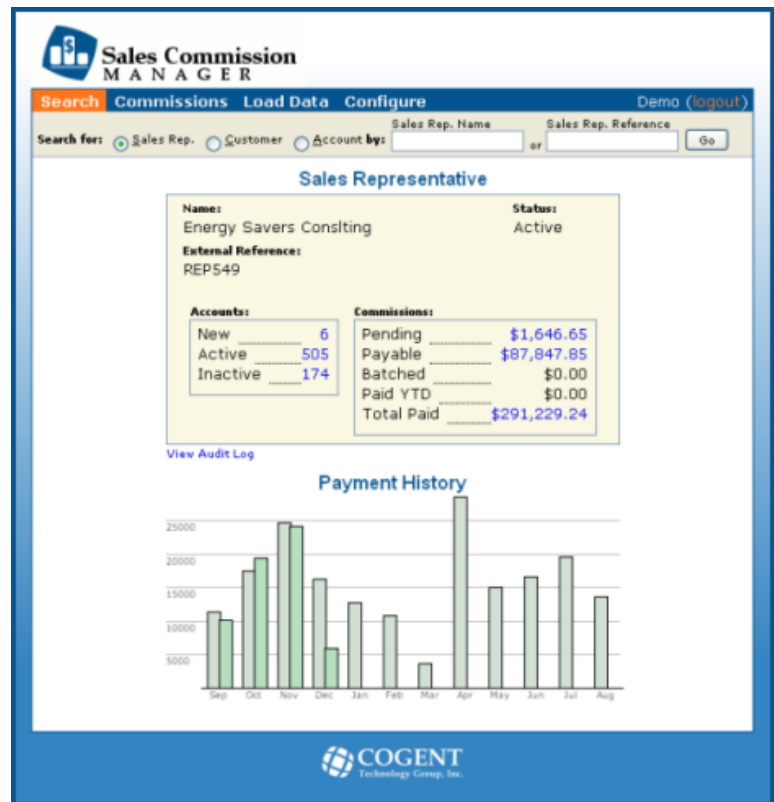 $
Sales Commission
MANAGER
Search Commissions Load Data Configure Demo (logout)
Sales Rep. Name Sales Rep. Reference
Search for: Sales Rep. Customer Account by: or Go
Sales Representative
Name: Status:
Energy Savers Conslting Active
External Reference:
REP549
Accounts: Commissions:
New 6 Pending $1,646.65
Active 505 Payable $87,847.85
Inactive 174 Batched $0.00
Paid YTD $0.00
Total Paid $291,229.24
View Audit Log
Payment History
25000
20000
15000
10000
5000
Sep Oct Nov Dec Jan Feb Mar Apr May Jun Jul Aug
COGENT
Technology Group, Inc.